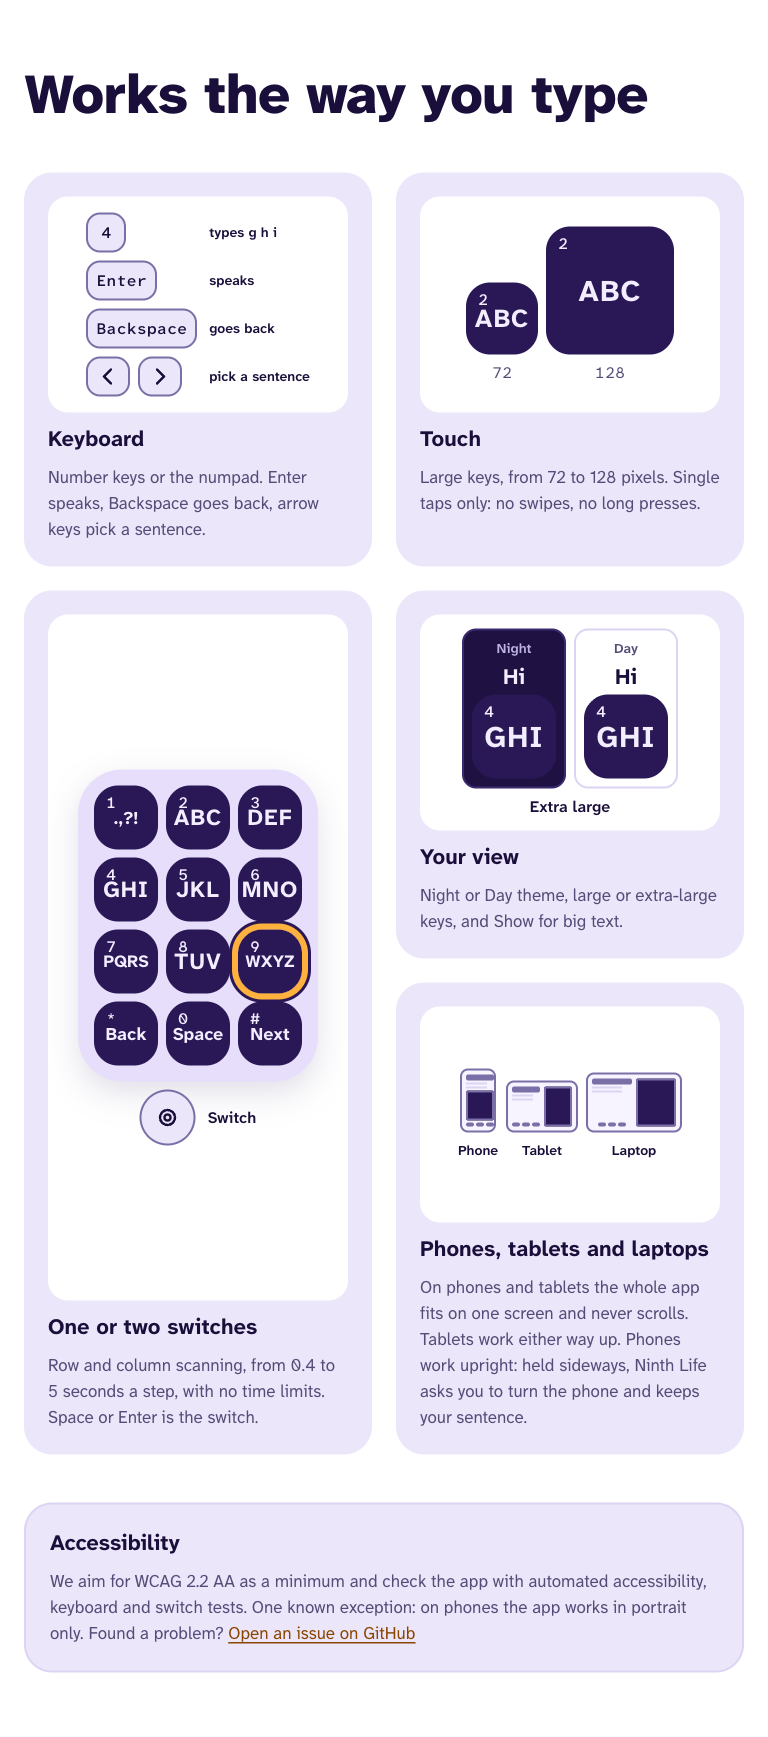 Works the way you type
4 types g h i
Enter speaks
Backspace goes back
pick a sentence
Keyboard
Number keys or the numpad. Enter
speaks, Backspace goes back, arrow
keys pick a sentence.
2
ABC
72
2
ABC
128
Touch
Large keys, from 72 to 128 pixels. Single
taps only: no swipes, no long presses.
1
.,?!
2
ABC
3
DEF
4
GHI
5
JKL
6
MNO
7
PQRS
8
TUV
9
WXYZ
*
Back
0
Space
#
Next
Switch
One or two switches
Row and column scanning, from 0.4 to
5 seconds a step, with no time limits.
Space or Enter is the switch.
Night
Hi
4
GHI
Day
Hi
4
GHI
Extra large
Your view
Night or Day theme, large or extra-large
keys, and Show for big text.
Phone Tablet Laptop
Phones, tablets and laptops
On phones and tablets the whole app
fits on one screen and never scrolls.
Tablets work either way up. Phones
work upright: held sideways, Ninth Life
asks you to turn the phone and keeps
your sentence.
Accessibility
We aim for WCAG 2.2 AA as a minimum and check the app with automated accessibility,
keyboard and switch tests. One known exception: on phones the app works in portrait
only. Found a problem? Open an issue on GitHub